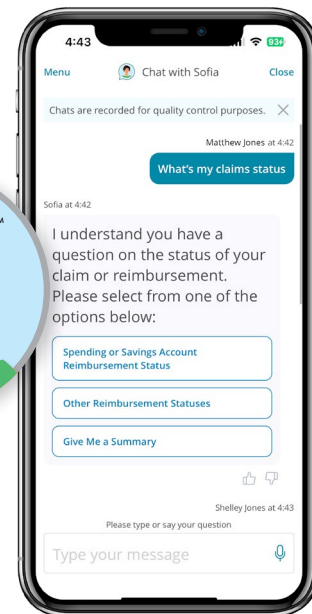 4:43
93
Menu
Chat with Sofia
Close
Chats are recorded for quality control purposes.
Matthew Jones at 4:42
What's my claims status
Sofia at 4:42
I understand you have a
question on the status of your
claim or reimbursement.
Please select from one of the
options below:
Spending or Savings Account
Reimbursement Status
Other Reimbursement Statuses
Give Me a Summary
Shelley Jones at 4:43
Please type or say your question
Type your message